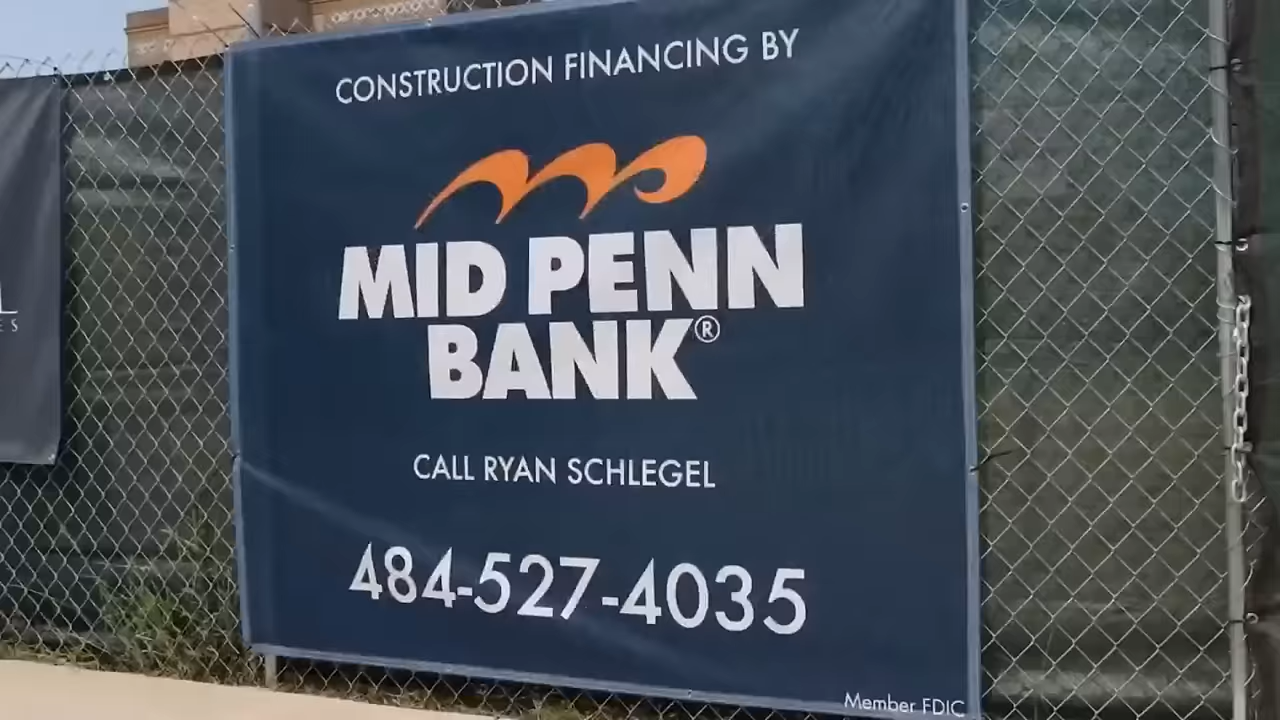 CONSTRUCTION FINANCING BY
MID PENN
BANK®
CALL RYAN SCHLEGEL
484-527-4035
Member FDIC